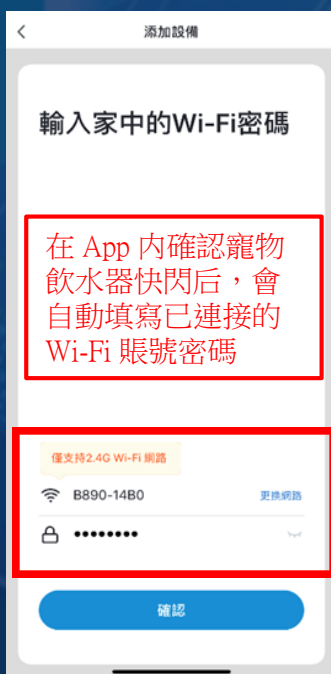 添加設備
輸入家中的Wi-Fi密碼
在 App 内確認寵物
飲水器快閃后，會
自動填寫已連接的
Wi-Fi 賬號密碼
僅支持2.4G Wi-Fi 網路
B890-14B0
更換網路
••••••••
確認